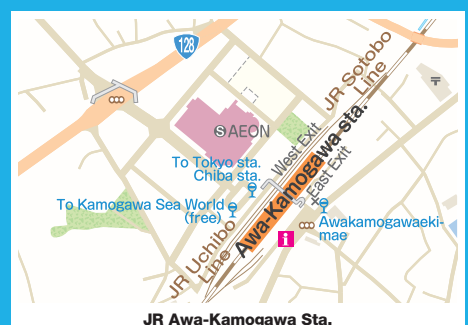 128
JR Sotobo
Line
S AEON
West Exit
Awa-Kamogawa sta.
To Tokyo sta.
Chiba sta.
East Exit
To Kamogawa Sea World
(free)
Awakamogawaeki-
mae
i
JR Uchibo
Line
JR Awa-Kamogawa Sta.